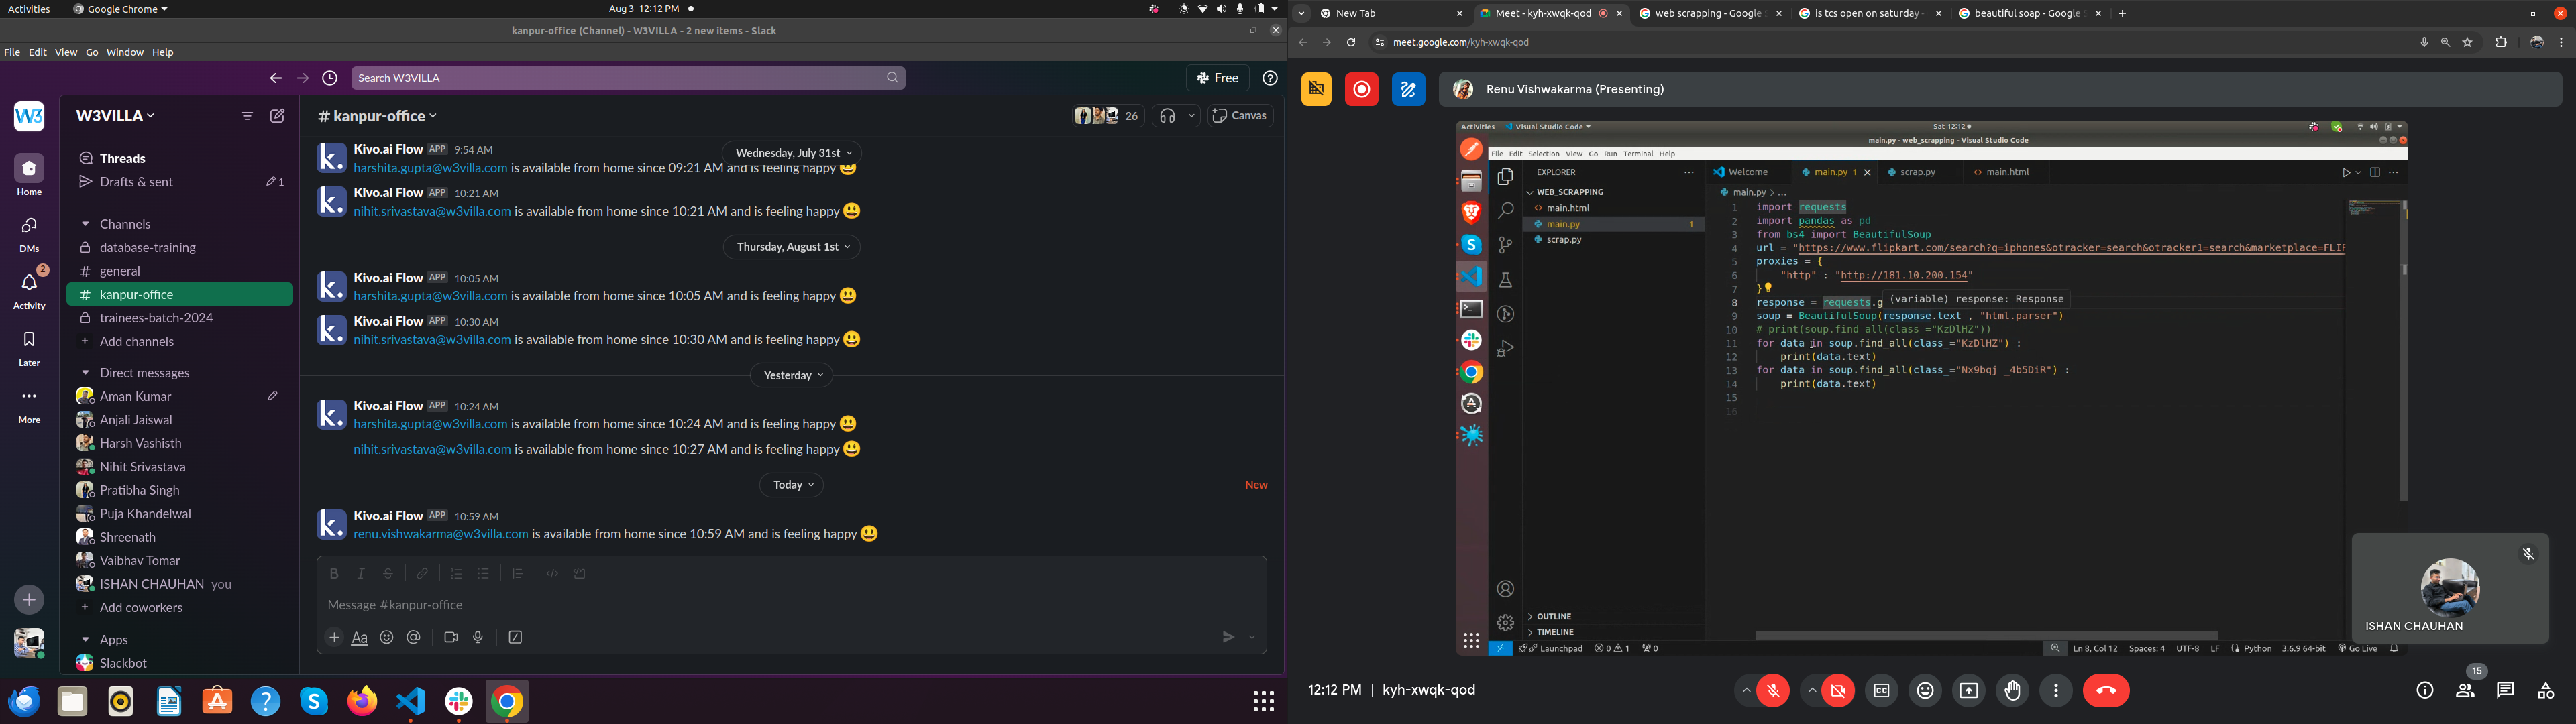 Activities
Google Chrome
Aug 3 12:12 PM
kanpur-office (Channel) - W3VILLA - 2 new items - Slack
File Edit View Go Window Help
Search W3VILLA
Free
W3
Home
DMs
2
Activity
Later
More
W3VILLA
Threads
Drafts & sent
1
Channels
database-training
# general
# kanpur-office
trainees-batch-2024
+ Add channels
Direct messages
Aman Kumar
Anjali Jaiswal
Harsh Vashisth
Nihit Srivastava
Pratibha Singh
Puja Khandelwal
Shreenath
Vaibhav Tomar
ISHAN CHAUHAN you
+ Add coworkers
Apps
Slackbot
# kanpur-office
26
Canvas
Wednesday, July 31st
Kivo.ai Flow APP 9:54 AM
harshita.gupta@w3villa.com is available from home since 09:21 AM and is feeling happy
Kivo.ai Flow APP 10:21 AM
nihit.srivastava@w3villa.com is available from home since 10:21 AM and is feeling happy
Thursday, August 1st
Kivo.ai Flow APP 10:05 AM
harshita.gupta@w3villa.com is available from home since 10:05 AM and is feeling happy
Kivo.ai Flow APP 10:30 AM
nihit.srivastava@w3villa.com is available from home since 10:30 AM and is feeling happy
Yesterday
Kivo.ai Flow APP 10:24 AM
harshita.gupta@w3villa.com is available from home since 10:24 AM and is feeling happy
nihit.srivastava@w3villa.com is available from home since 10:27 AM and is feeling happy
Today
New
Kivo.ai Flow APP 10:59 AM
renu.vishwakarma@w3villa.com is available from home since 10:59 AM and is feeling happy
Message #kanpur-office
Aa
New Tab
Meet - kyh-xwqk-qod
web scrapping - Google S
is tcs open on saturday -
beautiful soap - Google S
meet.google.com/kyh-xwqk-qod
Renu Vishwakarma (Presenting)
Activities
Visual Studio Code
Sat 12:12
main.py - web_scrapping - Visual Studio Code
File Edit Selection View Go Run Terminal Help
EXPLORER
WEB_SCRAPPING
<> main.html
main.py 1
scrap.py
OUTLINE
TIMELINE
Welcome
main.py 1
scrap.py
<> main.html
main.py > ...
1 import requests
2 import pandas as pd
3 from bs4 import BeautifulSoup
4 url = "https://www.flipkart.com/search?q=iphones&otracker=search&otracker1=search&marketplace=FLIP
5 proxies = {
6 "http" : "http://181.10.200.154"
7 }
8 response = requests.g
(variable) response: Response
9 soup = BeautifulSoup(response.text , "html.parser")
10 # print(soup.find_all(class_="KzDlHZ"))
11 for data in soup.find_all(class_="KzDlHZ") :
12 print(data.text)
13 for data in soup.find_all(class_="Nx9bqj _4b5DiR") :
14 print(data.text)
15
16
Launchpad
0 1
0
Ln 8, Col 12
Spaces: 4
UTF-8
LF
Python
3.6.9 64-bit
Go Live
ISHAN CHAUHAN
12:12 PM | kyh-xwqk-qod
15